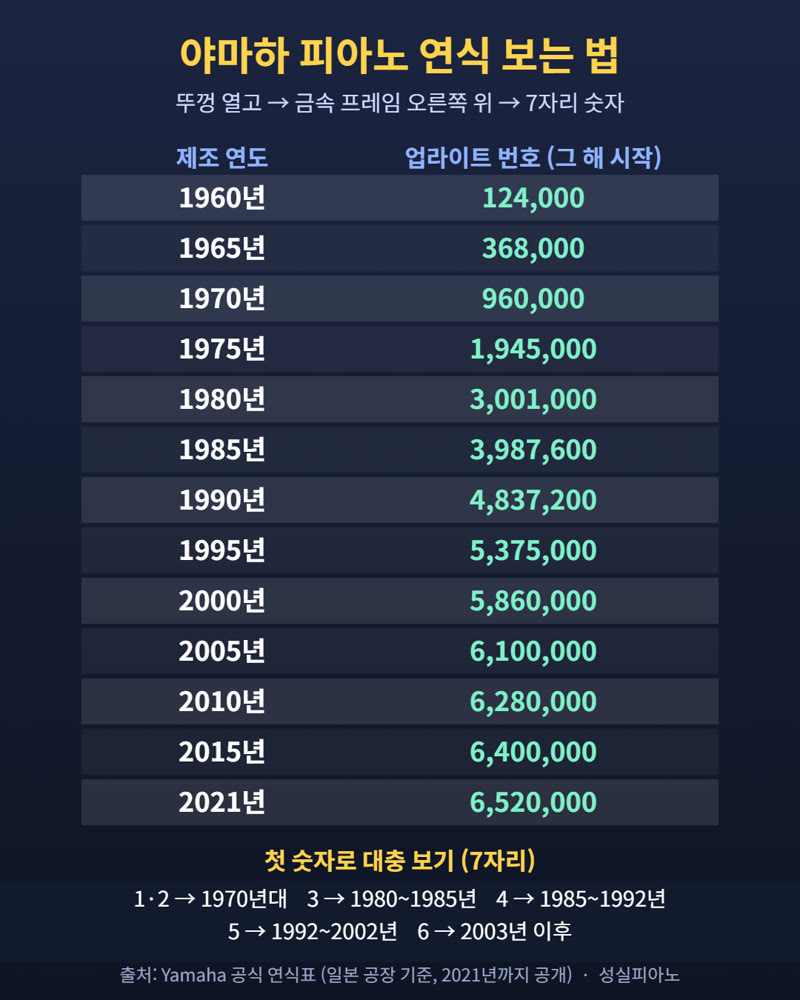 야마하 피아노 연식 보는 법
뚜껑 열고 → 금속 프레임 오른쪽 위 → 7자리 숫자
제조 연도 업라이트 번호 (그 해 시작)
1960년 124,000
1965년 368,000
1970년 960,000
1975년 1,945,000
1980년 3,001,000
1985년 3,987,600
1990년 4,837,200
1995년 5,375,000
2000년 5,860,000
2005년 6,100,000
2010년 6,280,000
2015년 6,400,000
2021년 6,520,000
첫 숫자로 대충 보기 (7자리)
1·2 → 1970년대 3 → 1980~1985년 4 → 1985~1992년
5 → 1992~2002년 6 → 2003년 이후
출처: Yamaha 공식 연식표 (일본 공장 기준, 2021년까지 공개) · 성실피아노